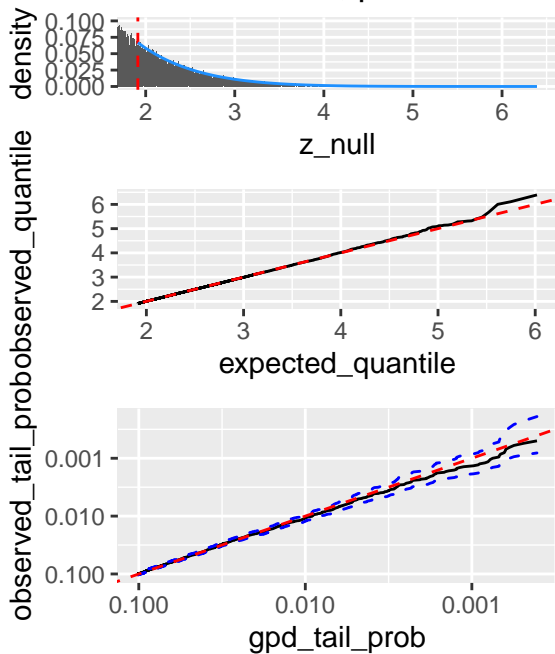 0.100
0.075
0.050
0.025
0.000
density
2 3 4 5 6
z_null
6
5
4
3
2
observed_quantile
2 3 4 5 6
expected_quantile
0.001
0.010
0.100
observed_tail_prob
0.100 0.010 0.001
gpd_tail_prob